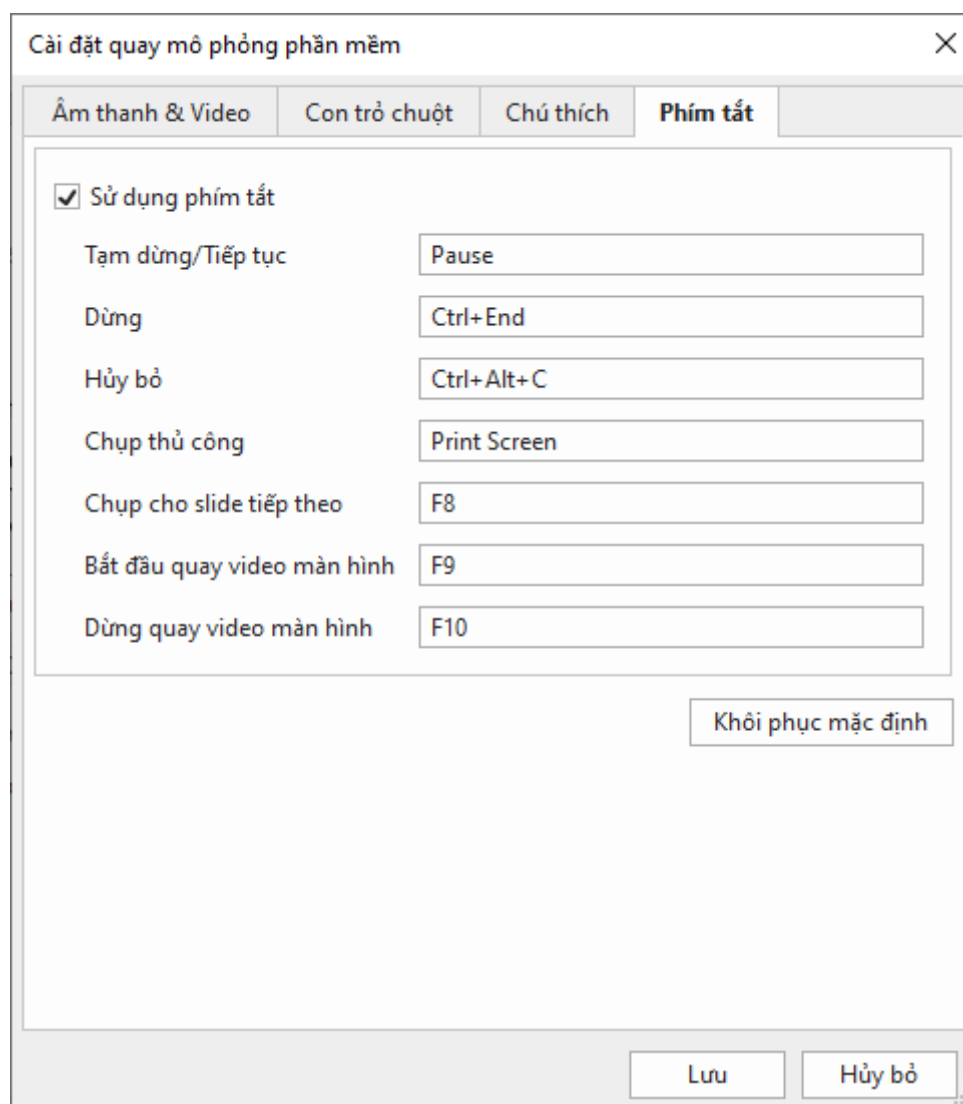 Cài đặt quay mô phỏng phần mềm
Âm thanh & Video Con trỏ chuột Chú thích Phím tắt
Sử dụng phím tắt
Tạm dừng/Tiếp tục Pause
Dừng Ctrl+End
Hủy bỏ Ctrl+Alt+C
Chụp thủ công Print Screen
Chụp cho slide tiếp theo F8
Bắt đầu quay video màn hình F9
Dừng quay video màn hình F10
Khôi phục mặc định
Lưu Hủy bỏ